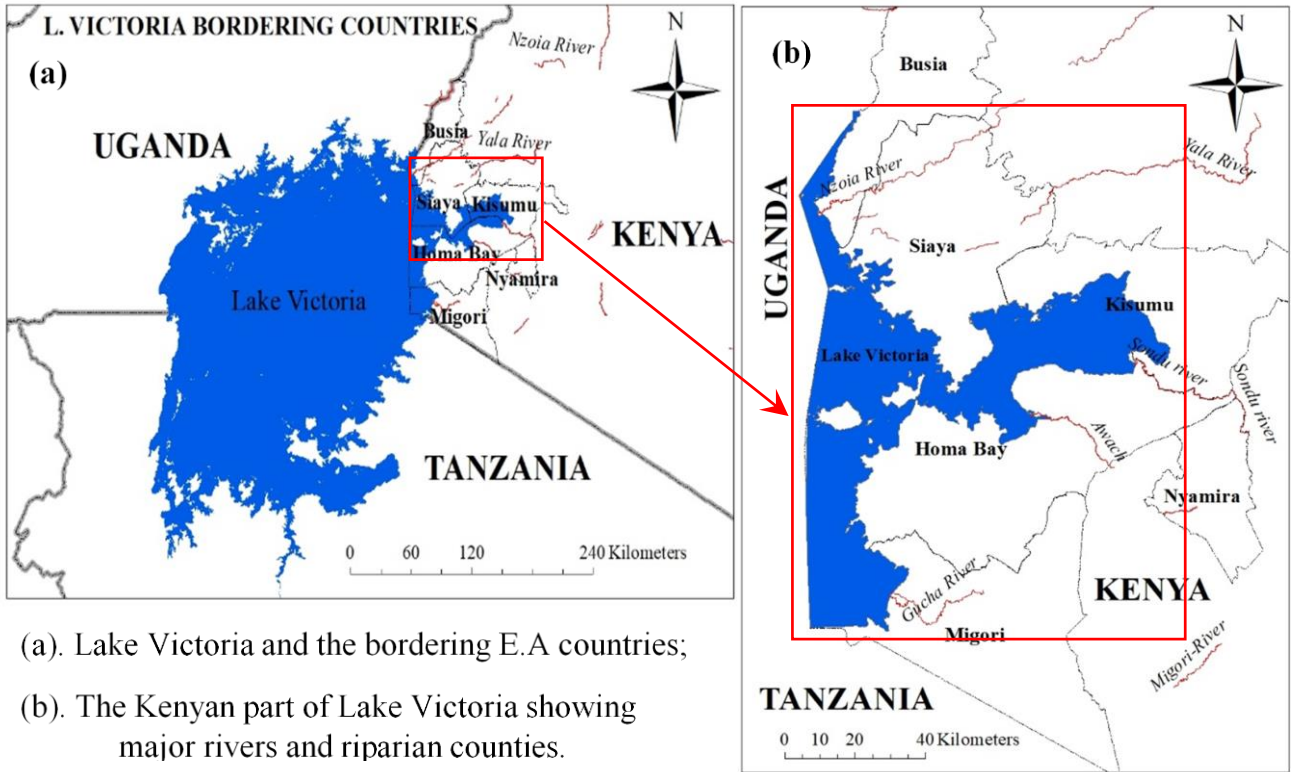 L. VICTORIA BORDERING COUNTRIES
N
Nzoia River
(a)
Busia
UGANDA
Yala River
Siaya
Kisumu
KENYA
Homa Bay
Nyamira
Lake Victoria
Migori
TANZANIA
0 60 120 240 Kilometers
(a). Lake Victoria and the bordering E.A countries;
(b). The Kenyan part of Lake Victoria showing
major rivers and riparian counties.
(b)
N
Busia
Yala River
Nzoia River
UGANDA
Siaya
Kisumu
Lake Victoria
Sondu river
Sondu river
Awach
Homa Bay
Nyamira
KENYA
Gucha River
Migori
Migori-River
TANZANIA
0 10 20 40 Kilometers